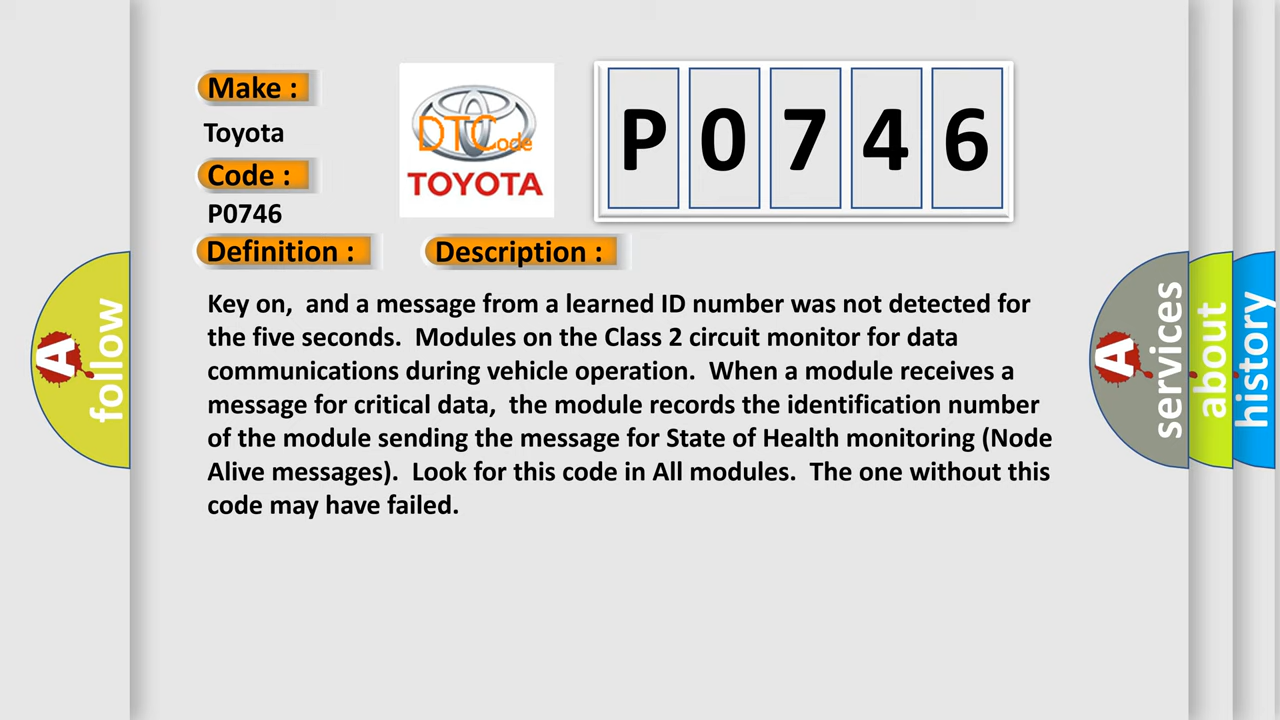 Make :
Toyota
Code :
P0746
DTCode
TOYOTA
P0746
Definition :
Description :
Key on,  and a message from a learned ID number was not detected for
the five seconds  Modules on the Class 2 circuit monitor for data
communications during vehicle operation  When a module receives a
message for critical data,  the module records the identification number
of the module sending the message for State of Health monitoring (Node
Alive messages)  Look for this code in All modules  The one without this
code may have failed.
A follow
A services
about
history